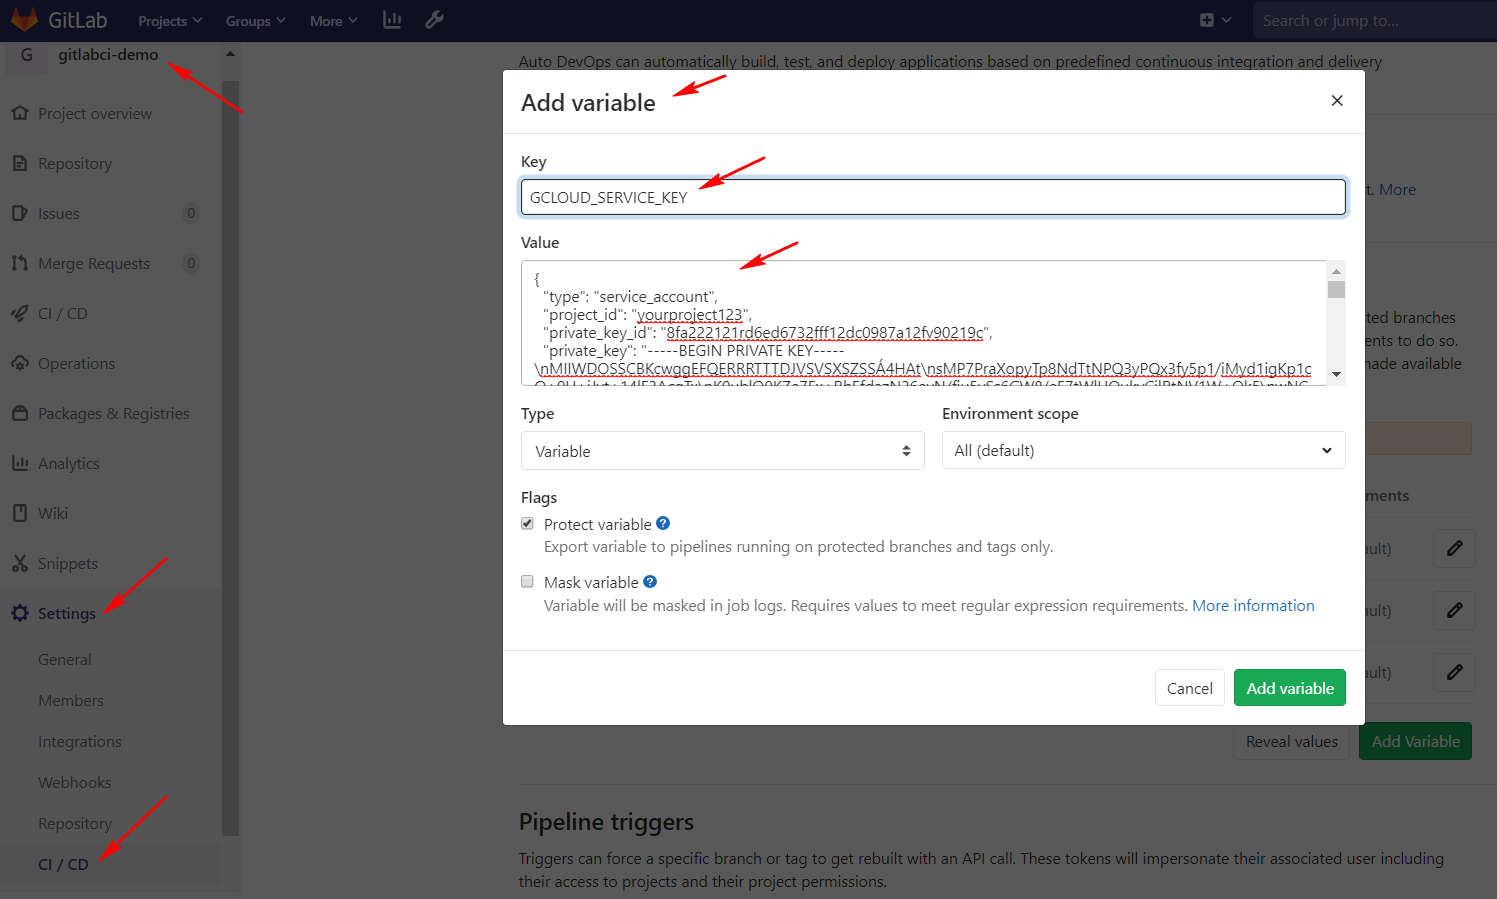 GitLab
Projects
Groups
More
Search or jump to...
G
gitlabci-demo
Project overview
Repository
Issues
0
Merge Requests
0
CI / CD
Operations
Packages & Registries
Analytics
Wiki
Snippets
Settings
General
Members
Integrations
Webhooks
Repository
CI / CD
Auto DevOps can automatically build, test, and deploy applications based on predefined continuous integration and delivery
t. More
ted branches
ents to do so.
nade available
ments
ult)
ult)
ult)
Add variable
Key
GCLOUD_SERVICE_KEY
Value
{
"type": "service_account",
"project_id": "yourproject123",
"private_key_id": "8fa222121rd6ed6732fff12dc0987a12fv90219c",
"private_key": "-----BEGIN PRIVATE KEY-----
\nMIIWDOSSCBKcwggEFQERRRTTTDJVSVSXSZSSÁ4HAt\nsMP7PraXopyTp8NdTtNPQ3yPQx3fy5p1/iMyd1igKp1c
Type
Variable
Environment scope
All (default)
Flags
Protect variable
Export variable to pipelines running on protected branches and tags only.
Mask variable
Variable will be masked in job logs. Requires values to meet regular expression requirements. More information
Cancel
Add variable
Reveal values
Add Variable
Pipeline triggers
Triggers can force a specific branch or tag to get rebuilt with an API call. These tokens will impersonate their associated user including
their access to projects and their project permissions.